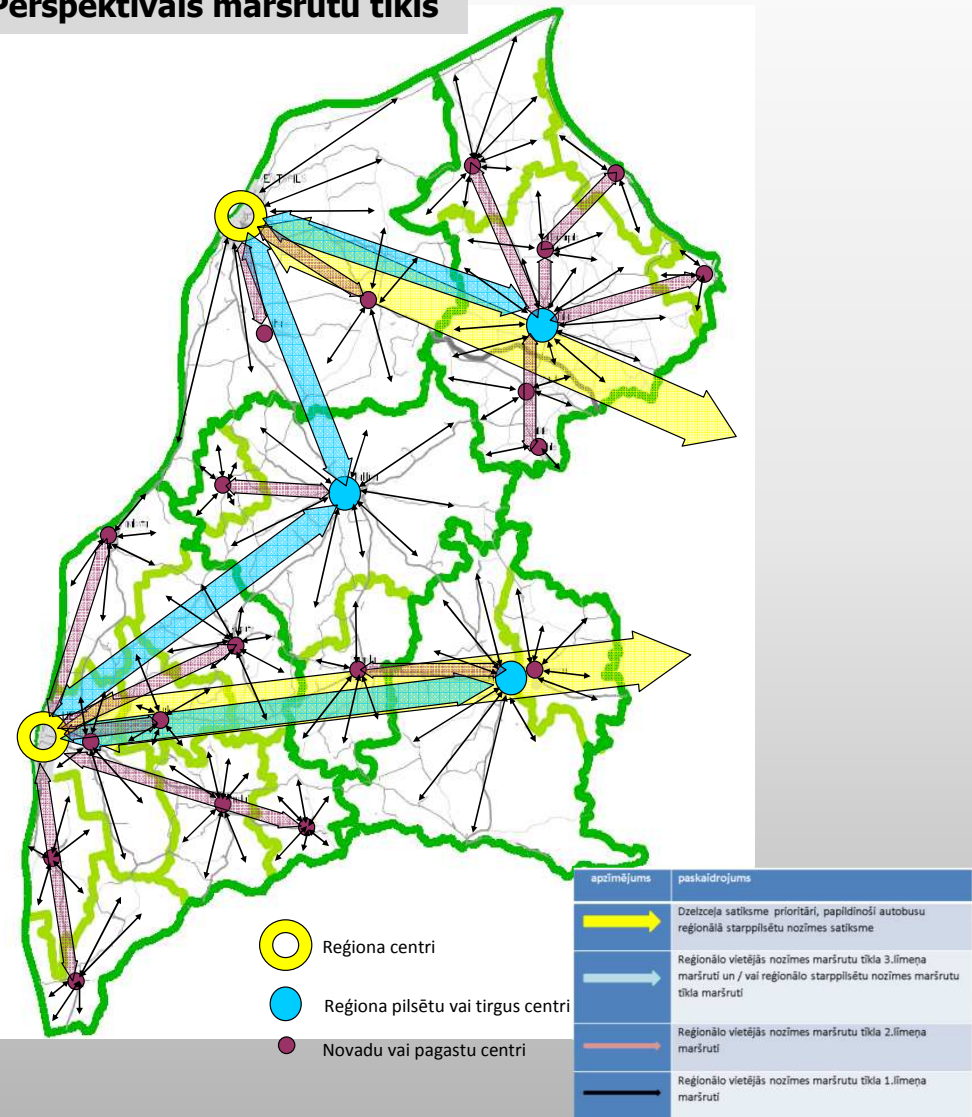 Perspektīvais maršrutu tīkls
Reģiona centri
Reģiona pilsētu vai tirgus centri
Novadu vai pagastu centri
apzīmējums paskaidrojums
Dzelzceļa satiksme prioritāri, papildinoši autobusu
reģionālā starppilsētu nozīmes satiksme
Reģionālo vietējās nozīmes maršrutu tīkla 3.līmeņa
maršruti un / vai reģionālo starppilsētu nozīmes maršrutu
tīkla maršruti
Reģionālo vietējās nozīmes maršrutu tīkla 2.līmeņa
maršruti
Reģionālo vietējās nozīmes maršrutu tīkla 1.līmeņa
maršruti